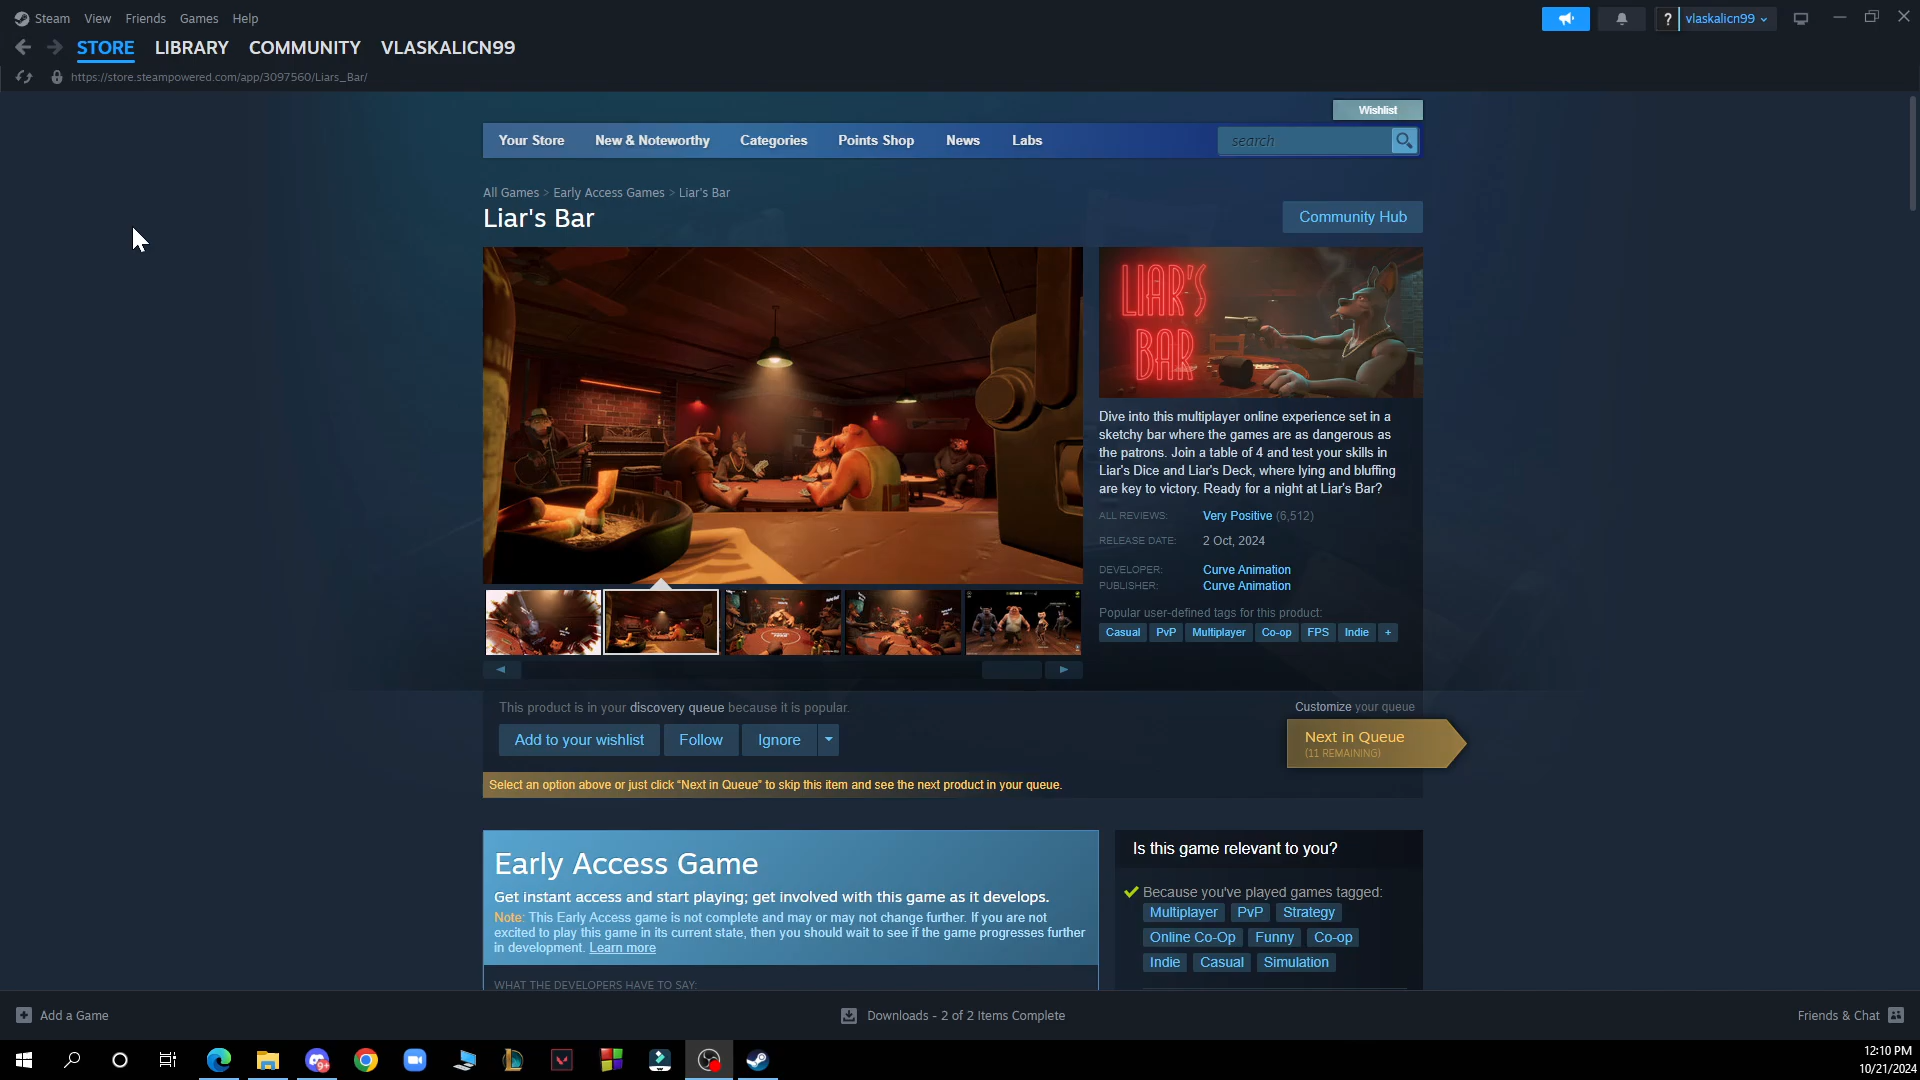 Steam View Friends Games Help
? vlaskalicn99
STORE LIBRARY COMMUNITY VLASKALICN99
https://store.steampowered.com/app/3097560/Liars_Bar/
Wishlist
Your Store New & Noteworthy Categories Points Shop News Labs search
All Games > Early Access Games > Liar's Bar
Liar's Bar
Community Hub
LIAR'S
BAR
Dive into this multiplayer online experience set in a
sketchy bar where the games are as dangerous as
the patrons. Join a table of 4 and test your skills in
Liar's Dice and Liar's Deck, where lying and bluffing
are key to victory. Ready for a night at Liar's Bar?
ALL REVIEWS: Very Positive (6,512)
RELEASE DATE: 2 Oct, 2024
DEVELOPER: Curve Animation
PUBLISHER: Curve Animation
Popular user-defined tags for this product:
Casual PvP Multiplayer Co-op FPS Indie +
This product is in your discovery queue because it is popular.
Customize your queue
Add to your wishlist Follow Ignore
Next in Queue
(11 REMAINING)
Select an option above or just click “Next in Queue” to skip this item and see the next product in your queue.
Early Access Game
Get instant access and start playing; get involved with this game as it develops.
Note: This Early Access game is not complete and may or may not change further. If you are not
excited to play this game in its current state, then you should wait to see if the game progresses further
in development. Learn more
WHAT THE DEVELOPERS HAVE TO SAY:
Is this game relevant to you?
Because you've played games tagged:
Multiplayer PvP Strategy
Online Co-Op Funny Co-op
Indie Casual Simulation
Add a Game
Downloads - 2 of 2 Items Complete
Friends & Chat
9+
12:10 PM
10/21/2024